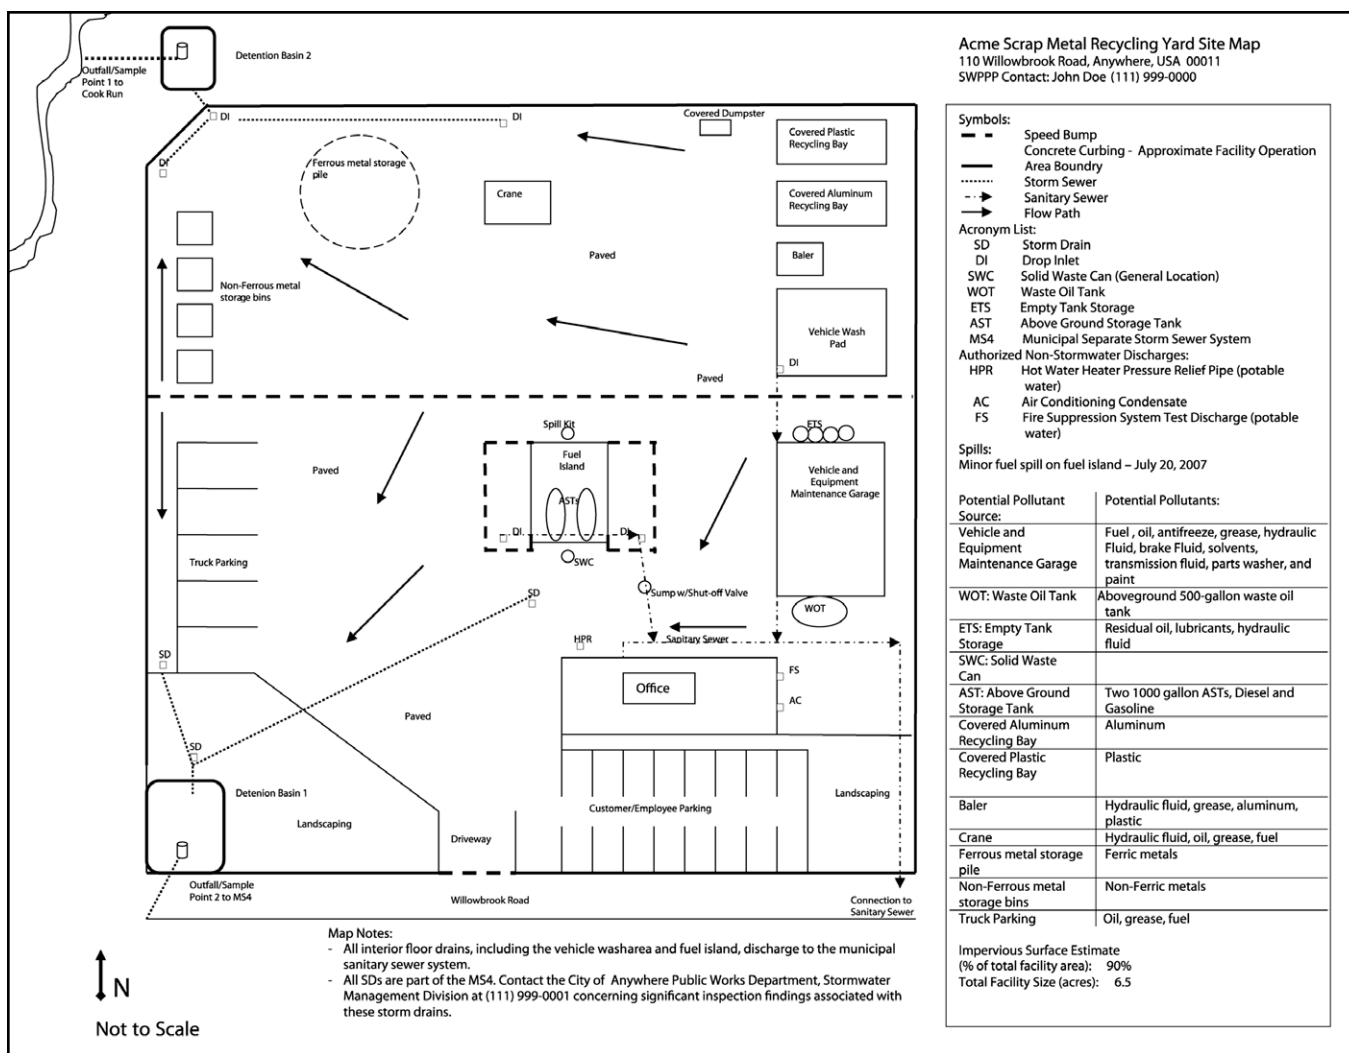 Acme Scrap Metal Recycling Yard Site Map
110 Willowbrook Road, Anywhere, USA  00011
SWPPP Contact: John Doe (111) 999-0000
Detention Basin 2
Outfall/Sample
Point 1 to
Cook Run
DI
DI
DI
Covered Dumpster
Covered Plastic
Recycling Bay
Ferrous metal storage
pile
Crane
Covered Aluminum
Recycling Bay
Paved
Baler
Non-Ferrous metal
storage bins
Vehicle Wash
Pad
DI
Paved
Spill Kit
ETS
Fuel
Island
Paved
Vehicle and
Equipment
Maintenance Garage
ASTs
DI
DI
Truck Parking
SWC
SD
Sump w/Shut-off Valve
WOT
HPR
Sanitary Sewer
SD
FS
Office
AC
Paved
SD
Detenion Basin 1
Landscaping
Customer/Employee Parking
Landscaping
Driveway
Outfall/Sample
Point 2 to MS4
Willowbrook Road
Connection to
Sanitary Sewer
Map Notes:
- All interior floor drains, including the vehicle washarea and fuel island, discharge to the municipal
sanitary sewer system.
- All SDs are part of the MS4. Contact the City of Anywhere Public Works Department, Stormwater
Management Division at (111) 999-0001 concerning significant inspection findings associated with
these storm drains.
N
Not to Scale
Symbols:
Speed Bump
Concrete Curbing - Approximate Facility Operation
Area Boundry
Storm Sewer
Sanitary Sewer
Flow Path
Acronym List:
SD Storm Drain
DI Drop Inlet
SWC Solid Waste Can (General Location)
WOT Waste Oil Tank
ETS Empty Tank Storage
AST Above Ground Storage Tank
MS4 Municipal Separate Storm Sewer System
Authorized Non-Stormwater Discharges:
HPR Hot Water Heater Pressure Relief Pipe (potable
water)
AC Air Conditioning Condensate
FS Fire Suppression System Test Discharge (potable
water)
Spills:
Minor fuel spill on fuel island – July 20, 2007
Potential Pollutant Potential Pollutants:
Source:
Vehicle and Fuel , oil, antifreeze, grease, hydraulic
Equipment Fluid, brake Fluid, solvents,
Maintenance Garage transmission fluid, parts washer, and
paint
WOT: Waste Oil Tank Aboveground 500-gallon waste oil
tank
ETS: Empty Tank Residual oil, lubricants, hydraulic
Storage fluid
SWC: Solid Waste
Can
AST: Above Ground Two 1000 gallon ASTs, Diesel and
Storage Tank Gasoline
Covered Aluminum Aluminum
Recycling Bay
Covered Plastic Plastic
Recycling Bay
Baler Hydraulic fluid, grease, aluminum,
plastic
Crane Hydraulic fluid, oil, grease, fuel
Ferrous metal storage Ferric metals
pile
Non-Ferrous metal Non-Ferric metals
storage bins
Truck Parking Oil, grease, fuel
Impervious Surface Estimate
(% of total facility area): 90%
Total Facility Size (acres): 6.5